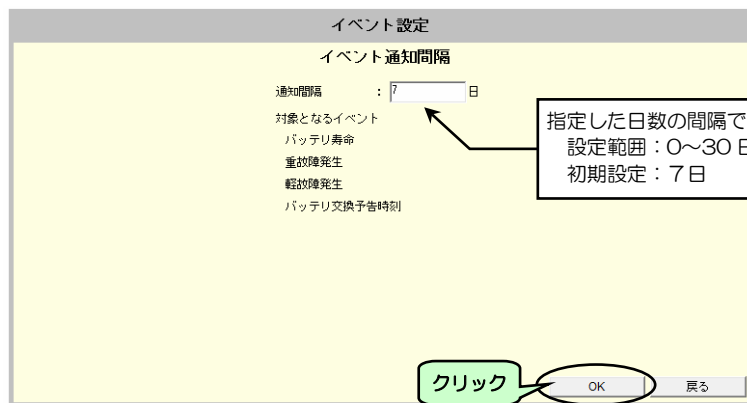 イベント設定
イベント通知間隔
通知間隔 : 7 日
対象となるイベント
バッテリ寿命
重故障発生
軽故障発生
バッテリ交換予告時刻
指定した日数の間隔で
設定範囲：0～30
初期設定：7日
クリック
OK
戻る